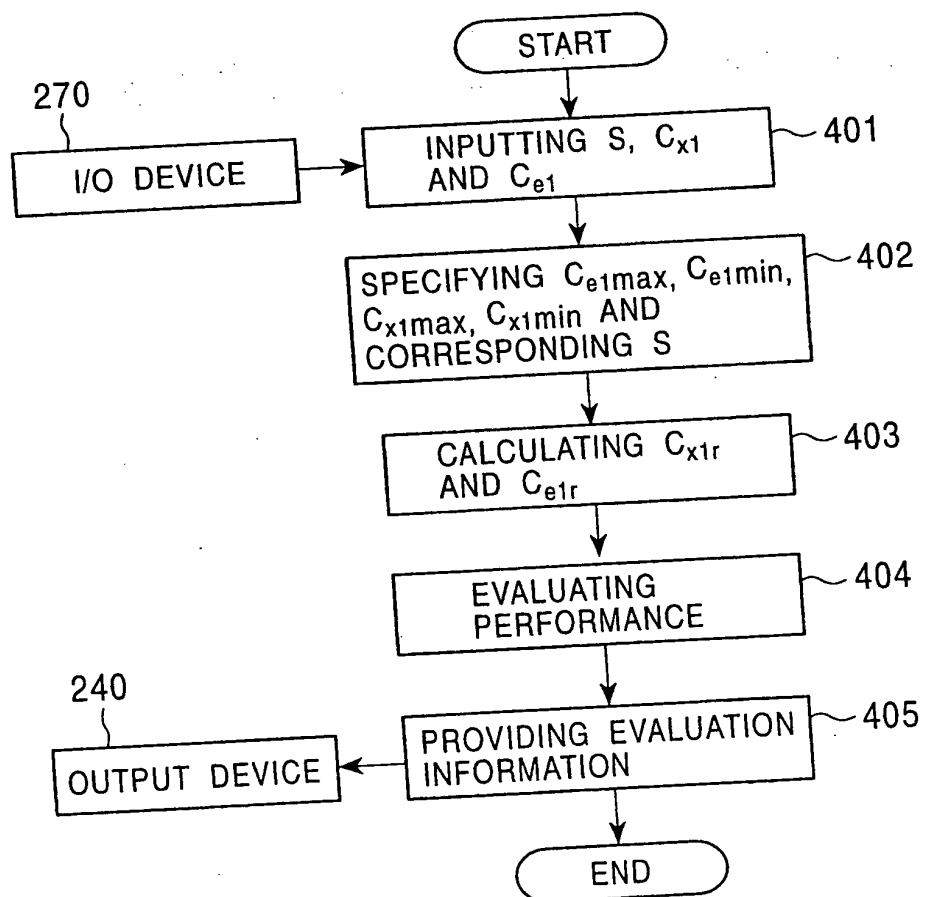 START
270
I/O DEVICE
INPUTTING S, Cx1
AND Ce1
401
SPECIFYING Ce1max, Ce1min,
Cx1max, Cx1min AND
CORRESPONDING S
402
CALCULATING Cx1r
AND Ce1r
403
EVALUATING
PERFORMANCE
404
240
OUTPUT DEVICE
PROVIDING EVALUATION
INFORMATION
405
END